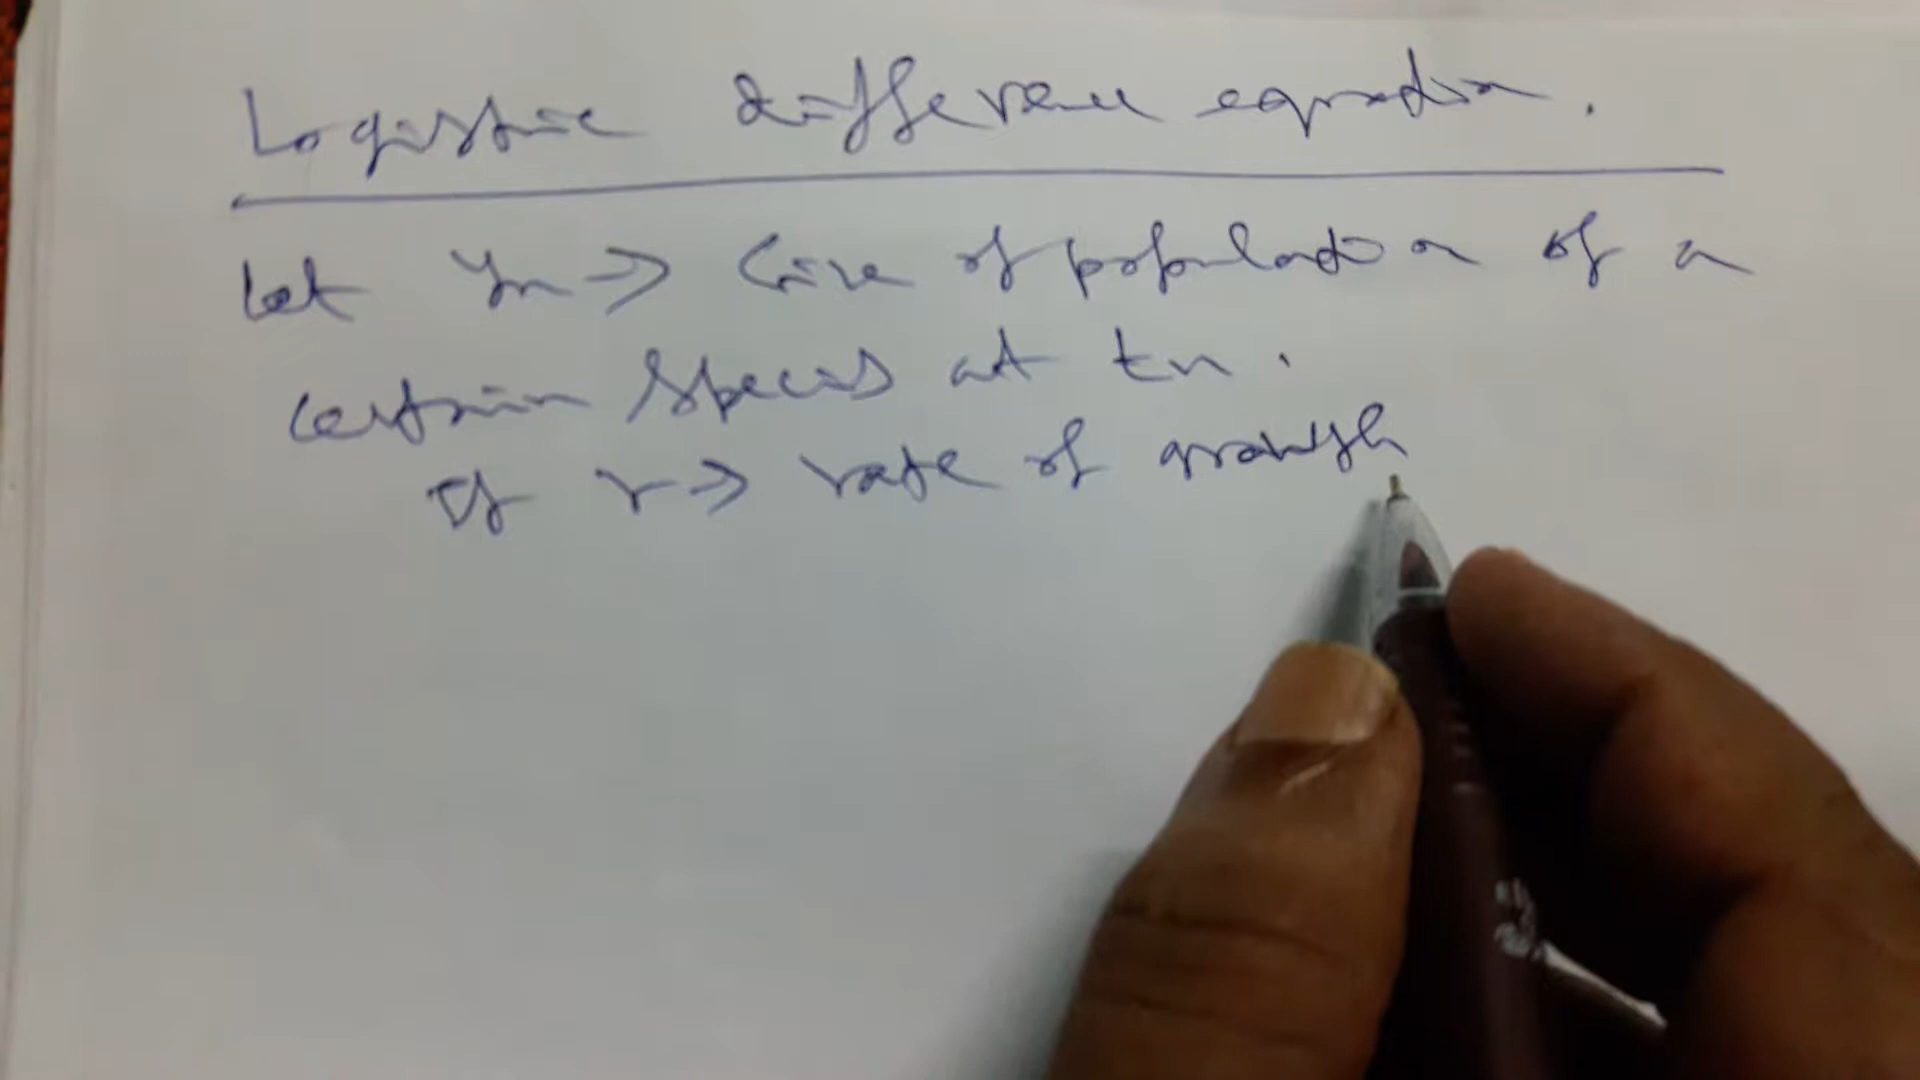 Logistic difference equation.
Let yn → Size of population of a
certain species at tn.
If r → rate of growth